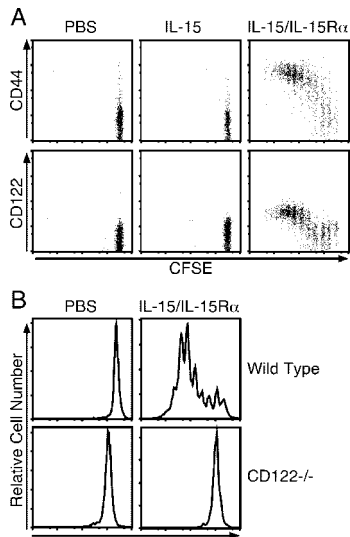 A
PBS
IL-15
IL-15/IL-15Rα
CD44
CD122
CFSE
B
PBS
IL-15/IL-15Rα
Relative Cell Number
Wild Type
CD122-/-